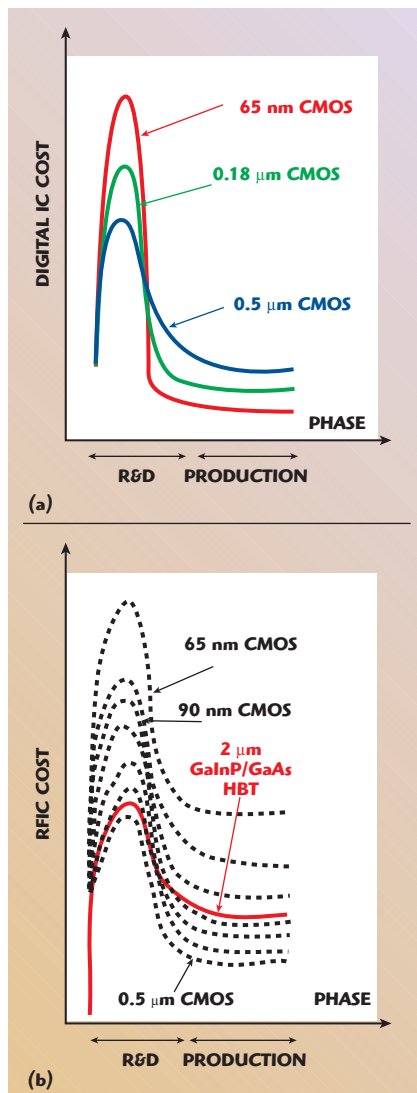 65 nm CMOS
0.18 μm CMOS
0.5 μm CMOS
DIGITAL IC COST
PHASE
R&D
PRODUCTION
(a)
65 nm CMOS
90 nm CMOS
2 μm
GaInP/GaAs
HBT
RFIC COST
0.5 μm CMOS
PHASE
R&D
PRODUCTION
(b)